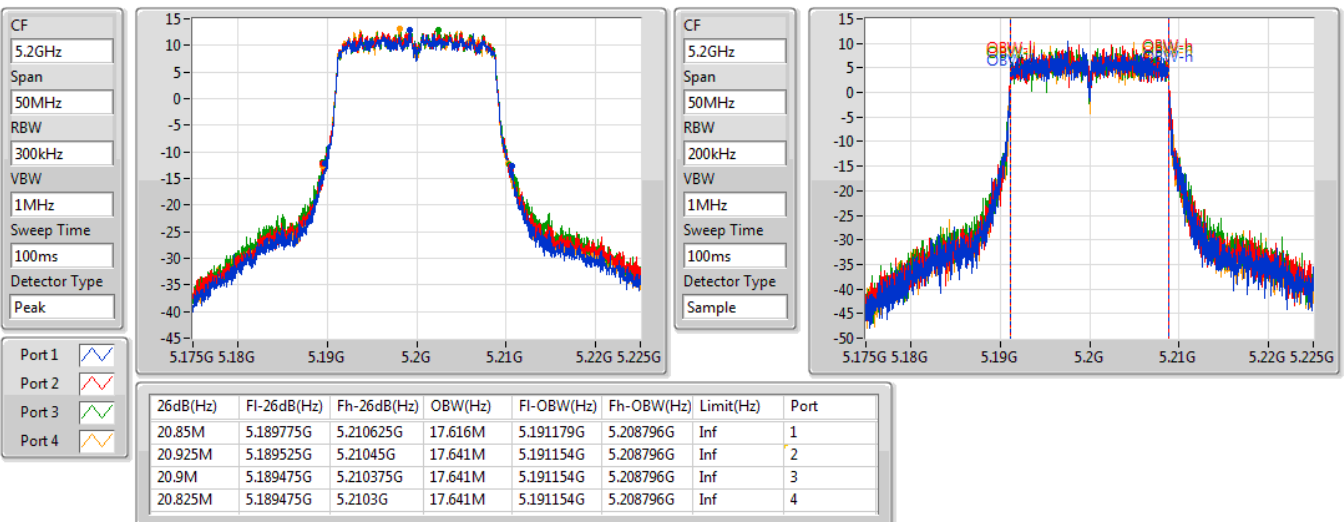 CF
5.2GHz
Span
50MHz
RBW
300kHz
VBW
1MHz
Sweep Time
100ms
Detector Type
Peak
15
10
5
0
-5
-10
-15
-20
-25
-30
-35
-40
-45
5.175G 5.18G 5.19G 5.2G 5.21G 5.22G 5.225G
CF
5.2GHz
Span
50MHz
RBW
200kHz
VBW
1MHz
Sweep Time
100ms
Detector Type
Sample
15
10
5
0
-5
-10
-15
-20
-25
-30
-35
-40
-45
-50
OBW-h
5.175G 5.18G 5.19G 5.2G 5.21G 5.22G 5.225G
Port 1
Port 2
Port 3
Port 4
26dB(Hz) Fl-26dB(Hz) Fh-26dB(Hz) OBW(Hz) Fl-OBW(Hz) Fh-OBW(Hz) Limit(Hz) Port
20.85M 5.189775G 5.210625G 17.616M 5.191179G 5.208796G Inf 1
20.925M 5.189525G 5.21045G 17.641M 5.191154G 5.208796G Inf 2
20.9M 5.189475G 5.210375G 17.641M 5.191154G 5.208796G Inf 3
20.825M 5.189475G 5.2103G 17.641M 5.191154G 5.208796G Inf 4